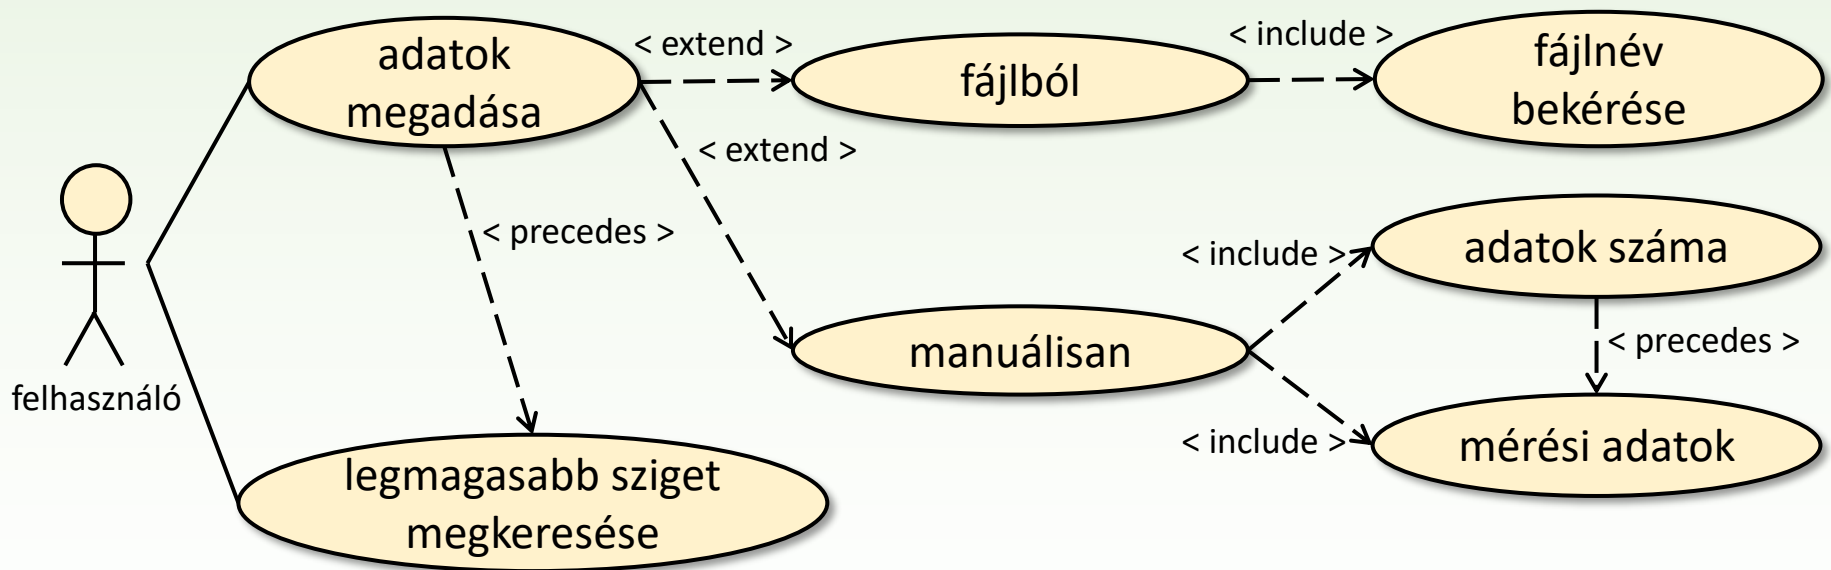 adatok
megadása
< extend >
fájlból
< include >
fájlnév
bekérése
< extend >
< precedes >
< include >
adatok száma
manuálisan
< precedes >
felhasználó
< include >
mérési adatok
legmagasabb sziget
megkeresése